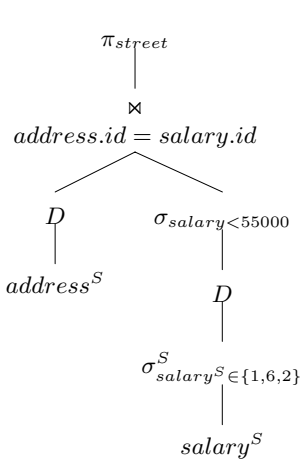 π_street
⋈
address.id = salary.id
D σ_salary<55000
address^S D
σ^S_salary^S∈{1,6,2}
salary^S